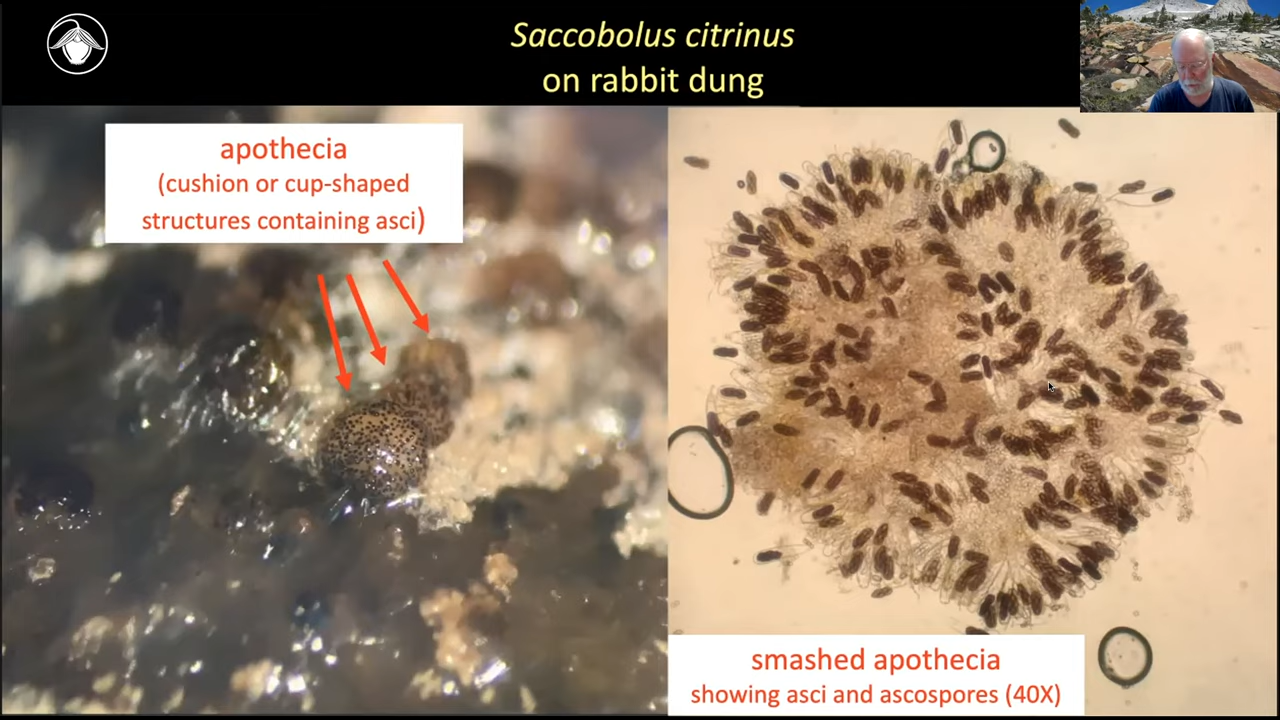 Saccobolus citrinus
on rabbit dung
apothecia
(cushion or cup-shaped
structures containing asci)
smashed apothecia
showing asci and ascospores (40X)